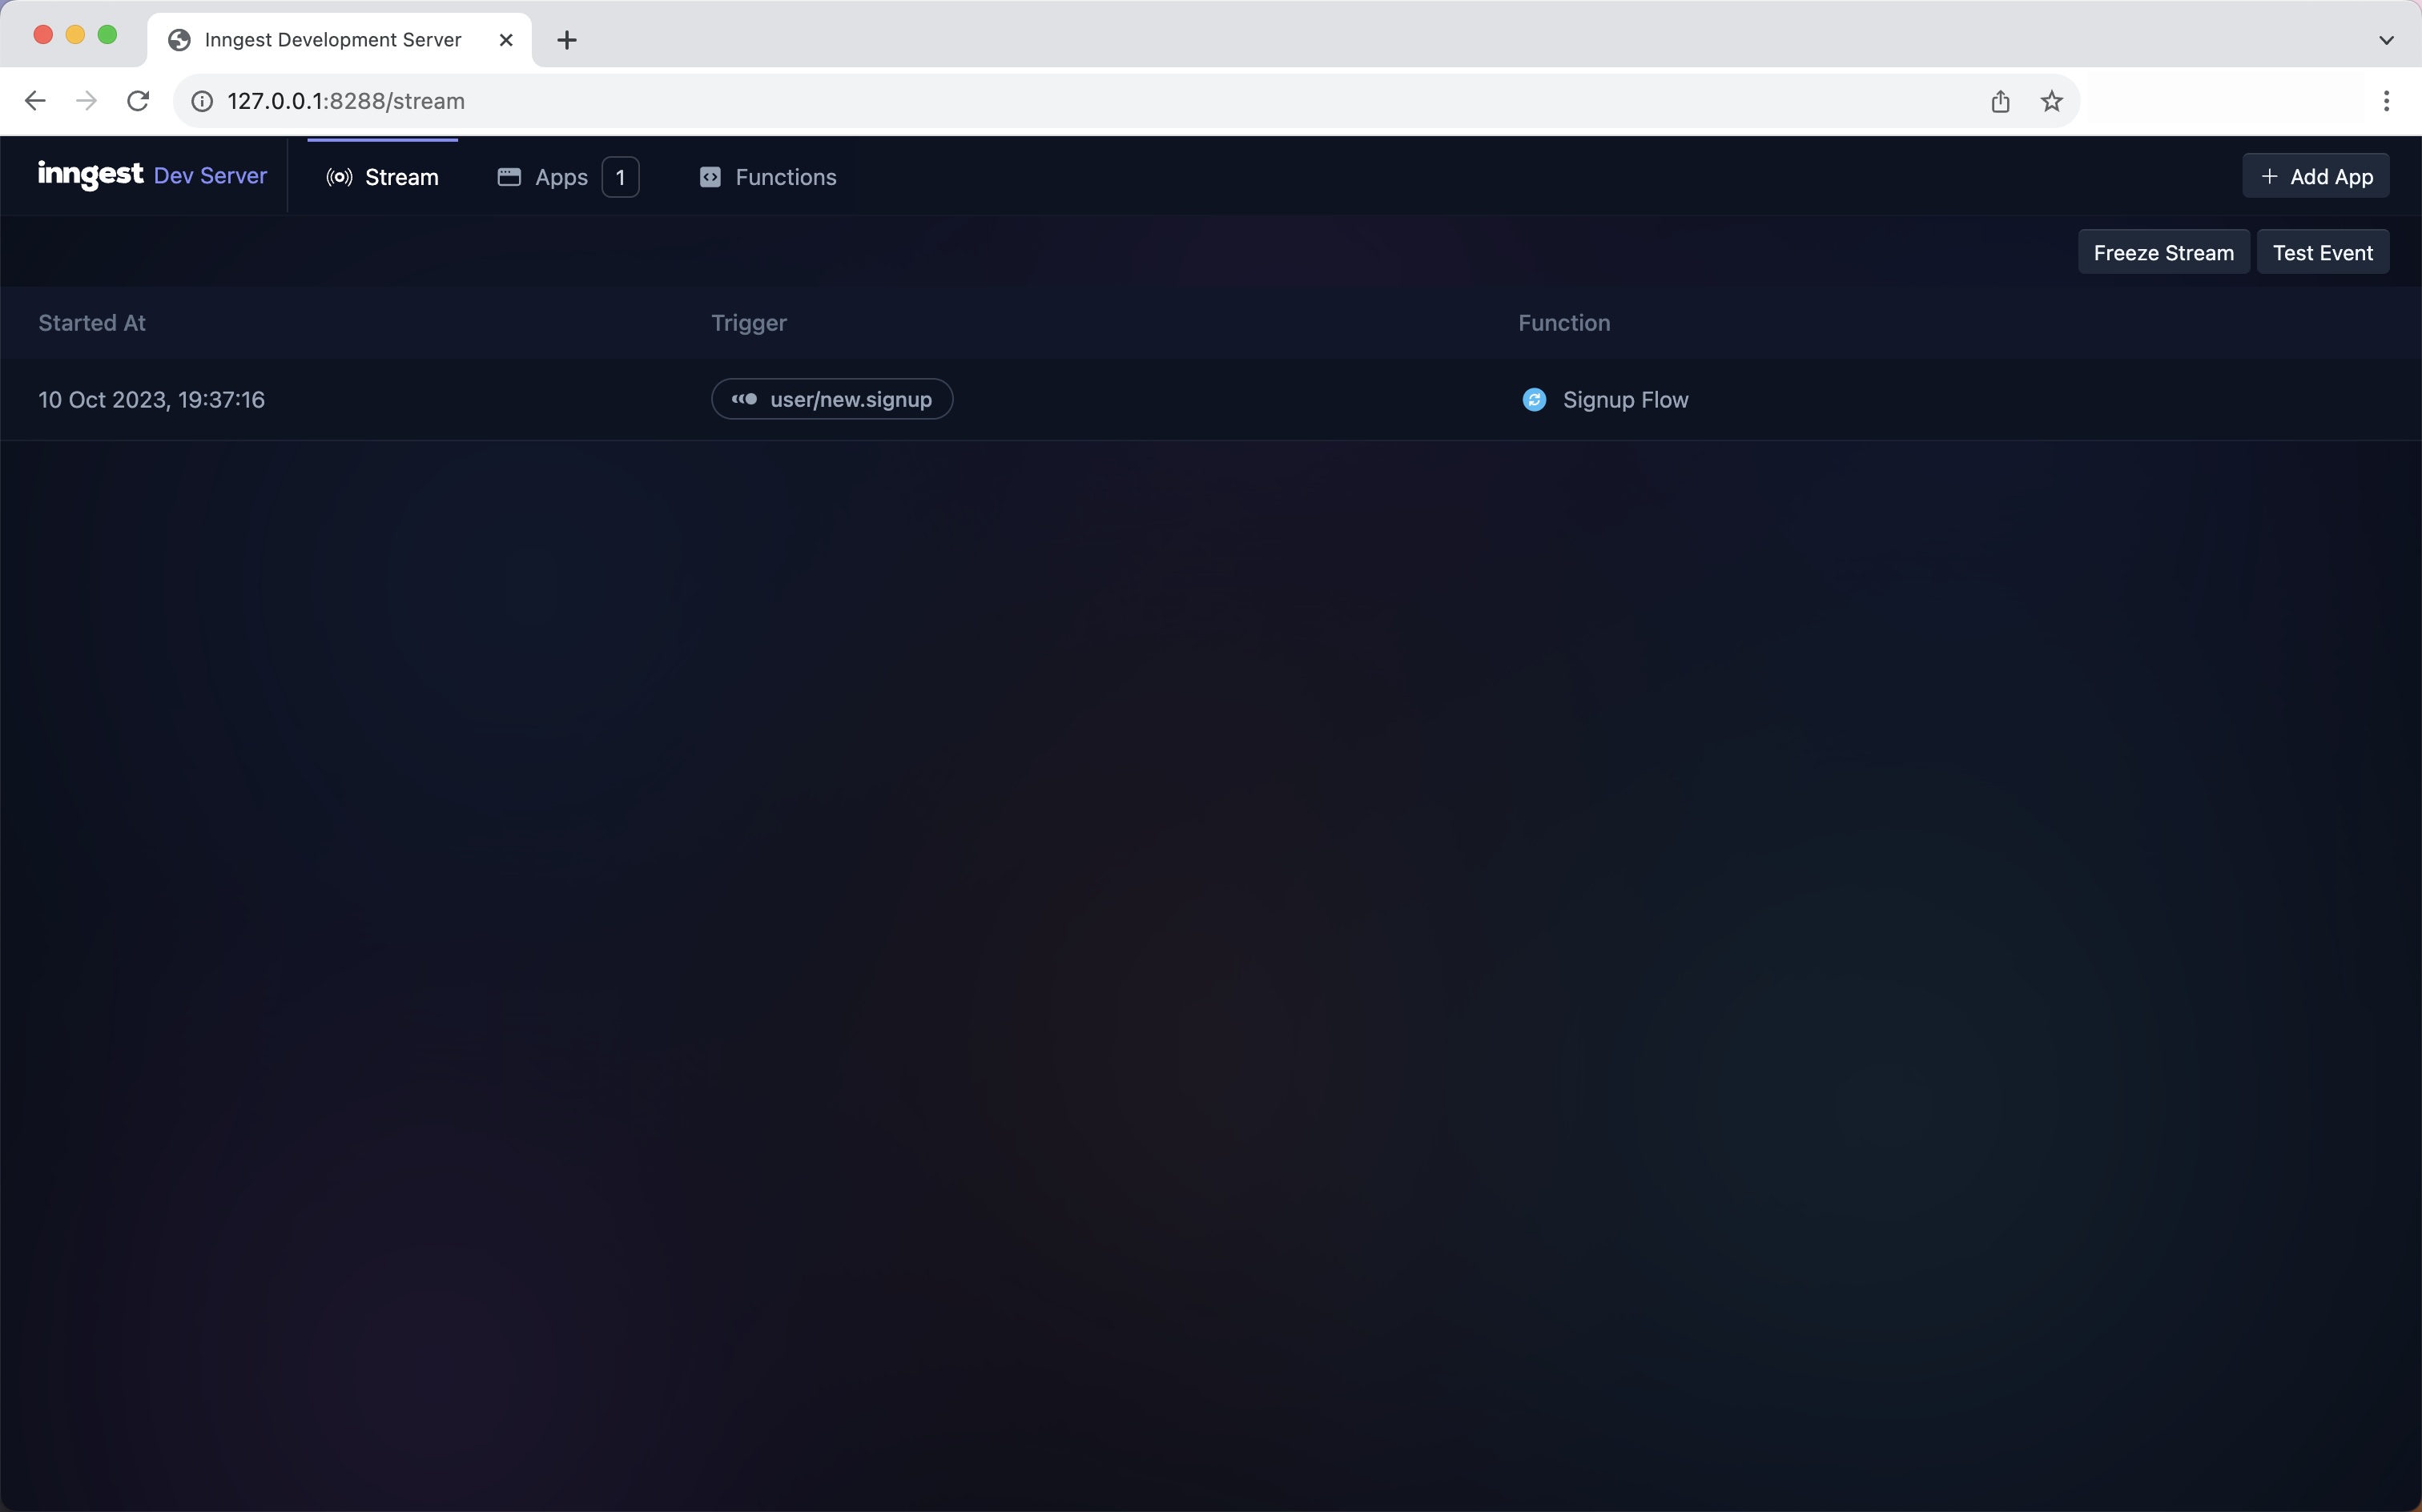 Inngest Development Server
127.0.0.1:8288/stream
inngest Dev Server Stream Apps 1 Functions + Add App
Freeze Stream Test Event
Started At Trigger Function
10 Oct 2023, 19:37:16 user/new.signup Signup Flow